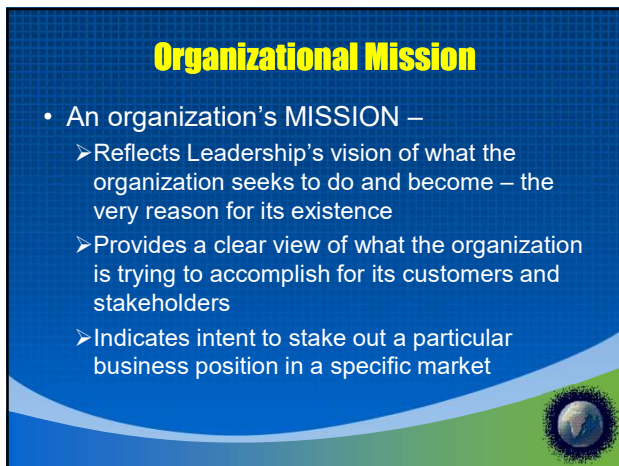 Organizational Mission
• An organization's MISSION –
➢Reflects Leadership's vision of what the
organization seeks to do and become – the
very reason for its existence
➢Provides a clear view of what the organization
is trying to accomplish for its customers and
stakeholders
➢Indicates intent to stake out a particular
business position in a specific market